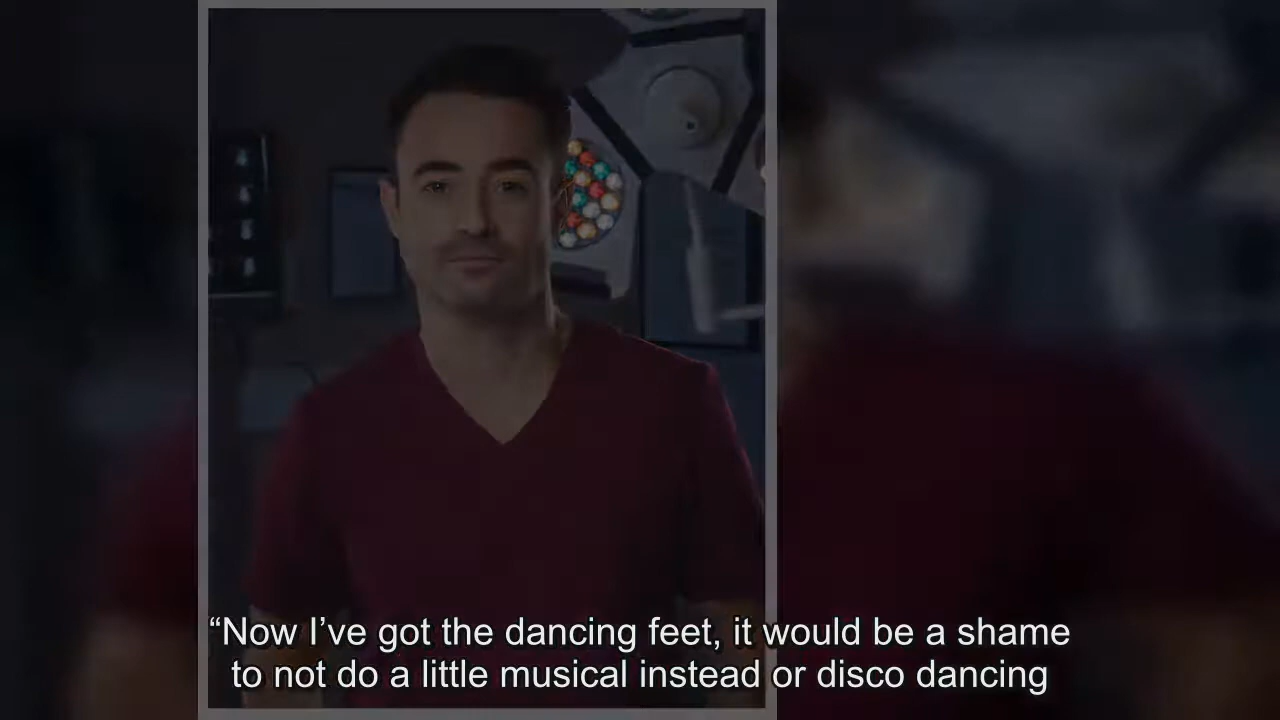 “Now I’ve got the dancing feet, it would be a shame
to not do a little musical instead or disco dancing